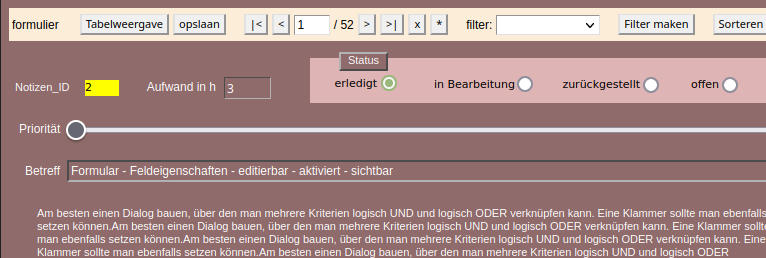 formulier Tabelweergave opslaan |< < 1 / 52 > >| x * filter: Filter maken Sorteren
Status
Notizen_ID 2 Aufwand in h 3 erledigt in Bearbeitung zurückgestellt offen
Priorität
Betreff Formular - Feldeigenschaften - editierbar - aktiviert - sichtbar
Am besten einen Dialog bauen, über den man mehrere Kriterien logisch UND und logisch ODER verknüpfen kann. Eine Klammer sollte man ebenfalls
setzen können.Am besten einen Dialog bauen, über den man mehrere Kriterien logisch UND und logisch ODER verknüpfen kann. Eine Klammer sollte
man ebenfalls setzen können.Am besten einen Dialog bauen, über den man mehrere Kriterien logisch UND und logisch ODER verknüpfen kann. Eine
Klammer sollte man ebenfalls setzen können.Am besten einen Dialog bauen, über den man mehrere Kriterien logisch UND und logisch ODER